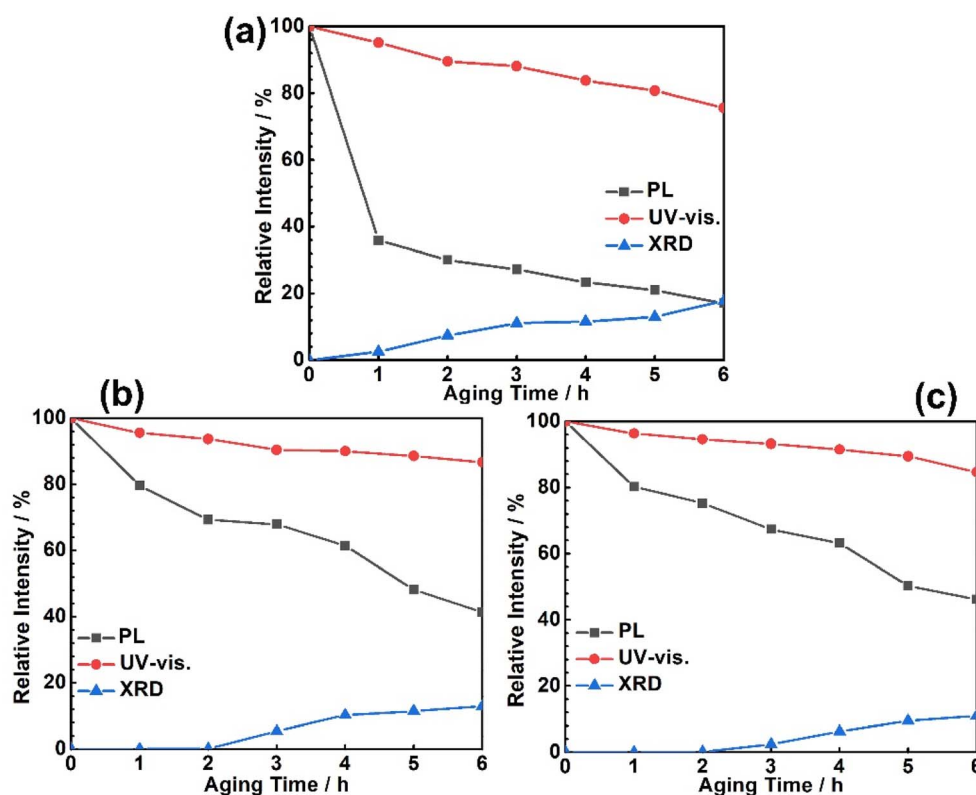 (a)
Relative Intensity / %
100
80
60
40
20
0
PL
UV-vis.
XRD
0 1 2 3 4 5 6
Aging Time / h
(b)
Relative Intensity / %
100
80
60
40
20
0
PL
UV-vis.
XRD
0 1 2 3 4 5 6
Aging Time / h
(c)
Relative Intensity / %
100
80
60
40
20
0
PL
UV-vis.
XRD
0 1 2 3 4 5 6
Aging Time / h